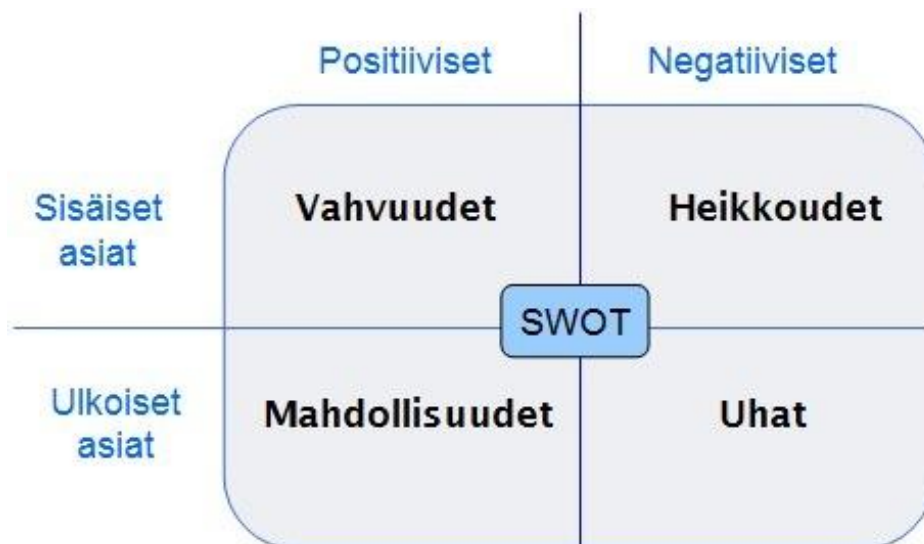 Positiiviset Negatiiviset
Sisäiset
asiat
Vahvuudet Heikkoudet
SWOT
Ulkoiset
asiat
Mahdollisuudet Uhat